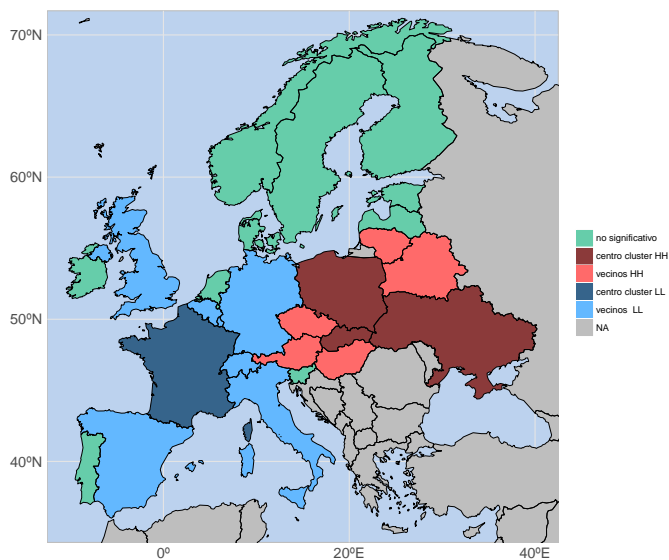 70ºN
60ºN
50ºN
40ºN
0º
20ºE
40ºE
no significativo
centro cluster HH
vecinos HH
centro cluster LL
vecinos  LL
NA